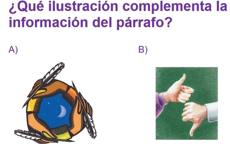 ¿Qué ilustración complementa la
información del párrafo?
A) B)